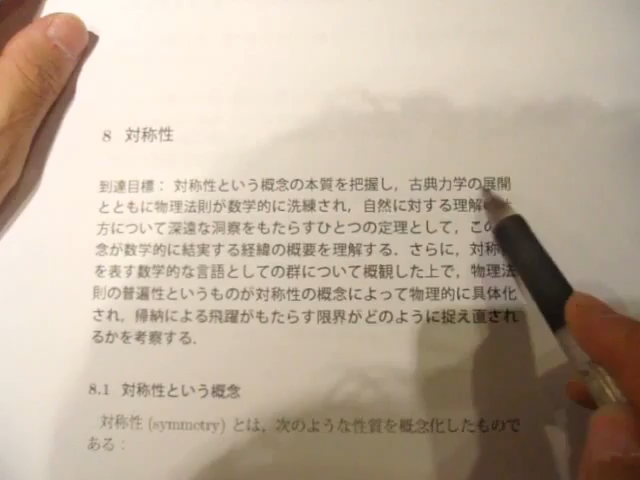 8 対称性
到達目標： 対称性という概念の本質を把握し，古典力学の展開
とともに物理法則が数学的に洗練され，自然に対する理解
方について深遠な洞察をもたらすひとつの定理として，この
念が数学的に結実する経緯の概要を理解する．さらに，対称
を表す数学的な言語としての群について概観した上で，物理法
則の普遍性というものが対称性の概念によって物理的に具体化
され，帰納による飛躍がもたらす限界がどのように捉え直され
るかを考察する．
8.1 対称性という概念
対称性 (symmetry) とは，次のような性質を概念化したもので
ある：